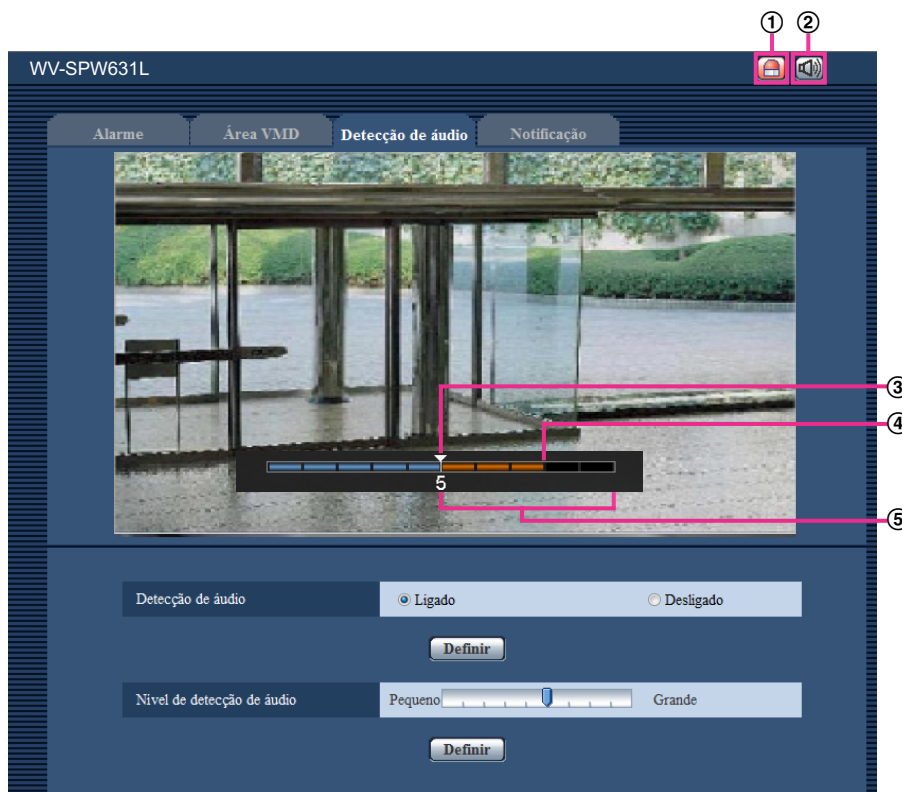 ① ②
WV-SPW631L
Alarme Área VMD Detecção de áudio Notificação
③
④
5
⑤
Detecção de áudio Ligado Desligado
Definir
Nivel de detecção de áudio Pequeno Grande
Definir